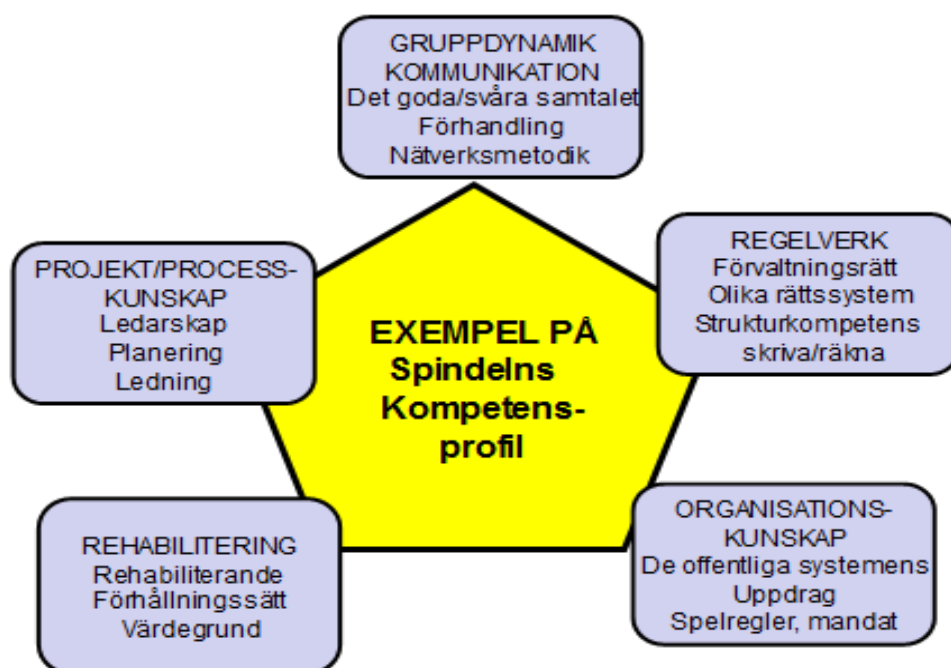 GRUPPDYNAMIK
KOMMUNIKATION
Det goda/svåra samtalet
Förhandling
Nätverksmetodik
PROJEKT/PROCESS-
KUNSKAP
Ledarskap
Planering
Ledning
EXEMPEL PÅ
Spindelns
Kompetens-
profil
REGELVERK
Förvaltningsrätt
Olika rättssystem
Strukturkompetens
skriva/räkna
REHABILITERING
Rehabiliterande
Förhållningssätt
Värdegrund
ORGANISATIONS-
KUNSKAP
De offentliga systemens
Uppdrag
Spelregler, mandat